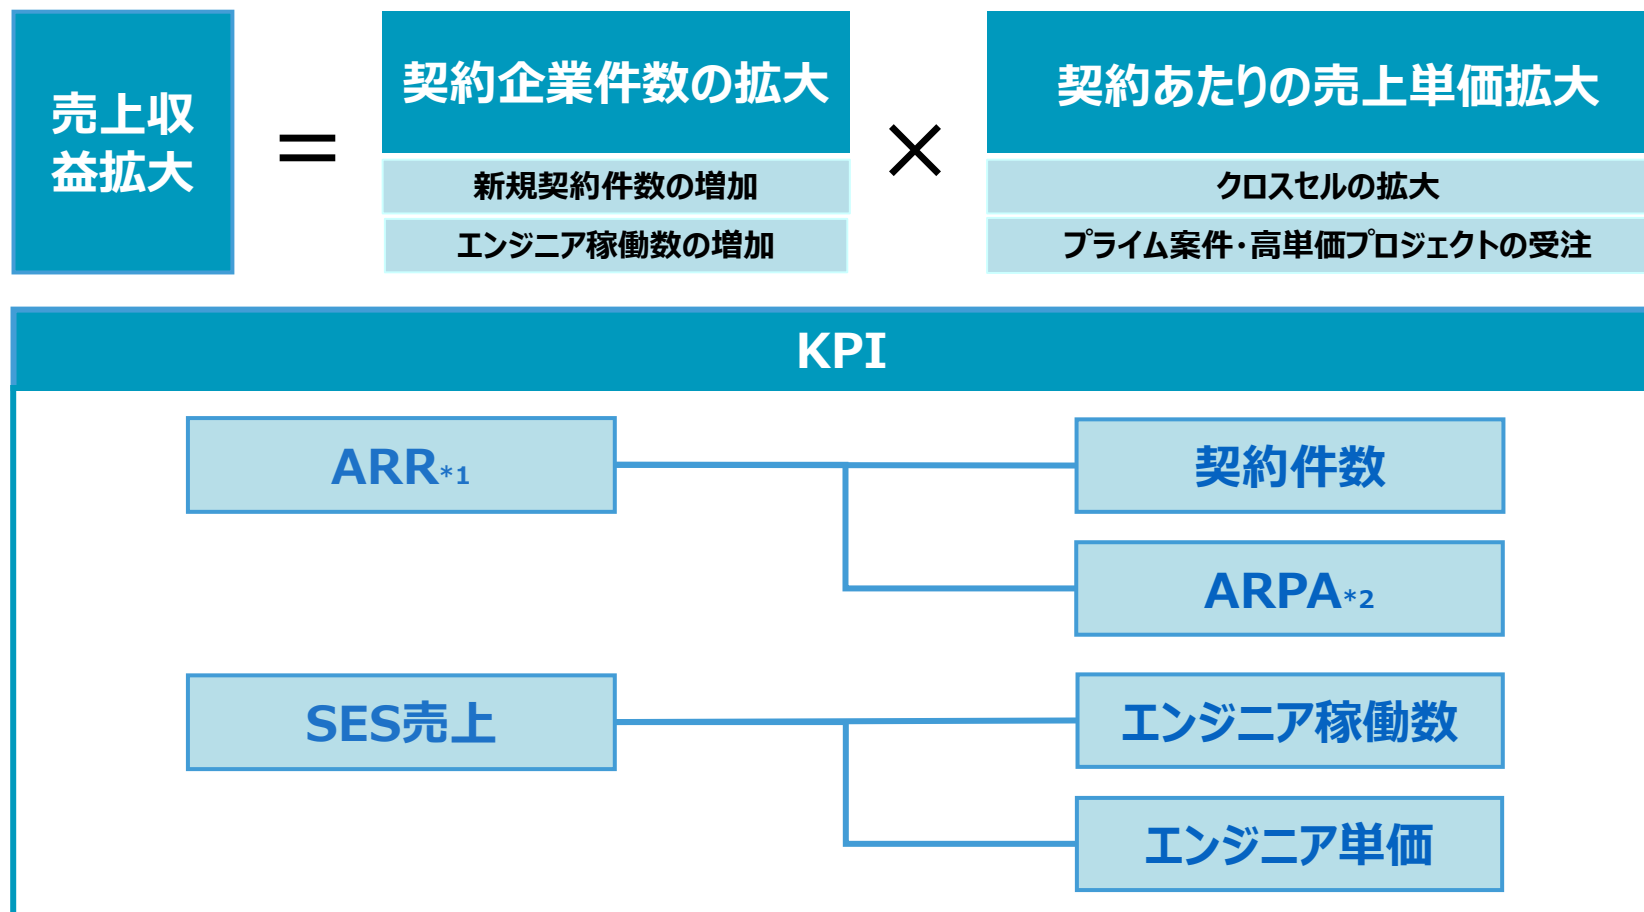 売上収
益拡大
＝
契約企業件数の拡大
新規契約件数の増加
エンジニア稼働数の増加
×
契約あたりの売上単価拡大
クロスセルの拡大
プライム案件・高単価プロジェクトの受注
KPI
ARR*1
契約件数
ARPA*2
SES売上
エンジニア稼働数
エンジニア単価